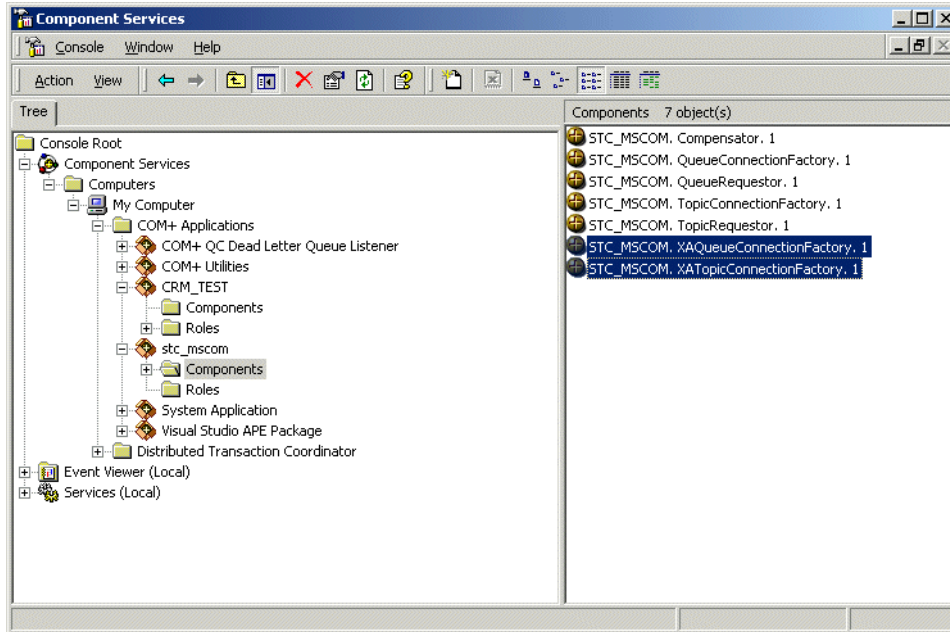 Component Services
Console Window Help
Action View
Tree
Components 7 object(s)
Console Root
Component Services
Computers
My Computer
COM+ Applications
COM+ QC Dead Letter Queue Listener
COM+ Utilities
CRM_TEST
Components
Roles
stc_mscom
Components
Roles
System Application
Visual Studio APE Package
Distributed Transaction Coordinator
Event Viewer (Local)
Services (Local)
STC_MSCOM. Compensator. 1
STC_MSCOM. QueueConnectionFactory. 1
STC_MSCOM. QueueRequestor. 1
STC_MSCOM. TopicConnectionFactory. 1
STC_MSCOM. TopicRequestor. 1
STC_MSCOM. XAQueueConnectionFactory. 1
STC_MSCOM. XATopicConnectionFactory. 1